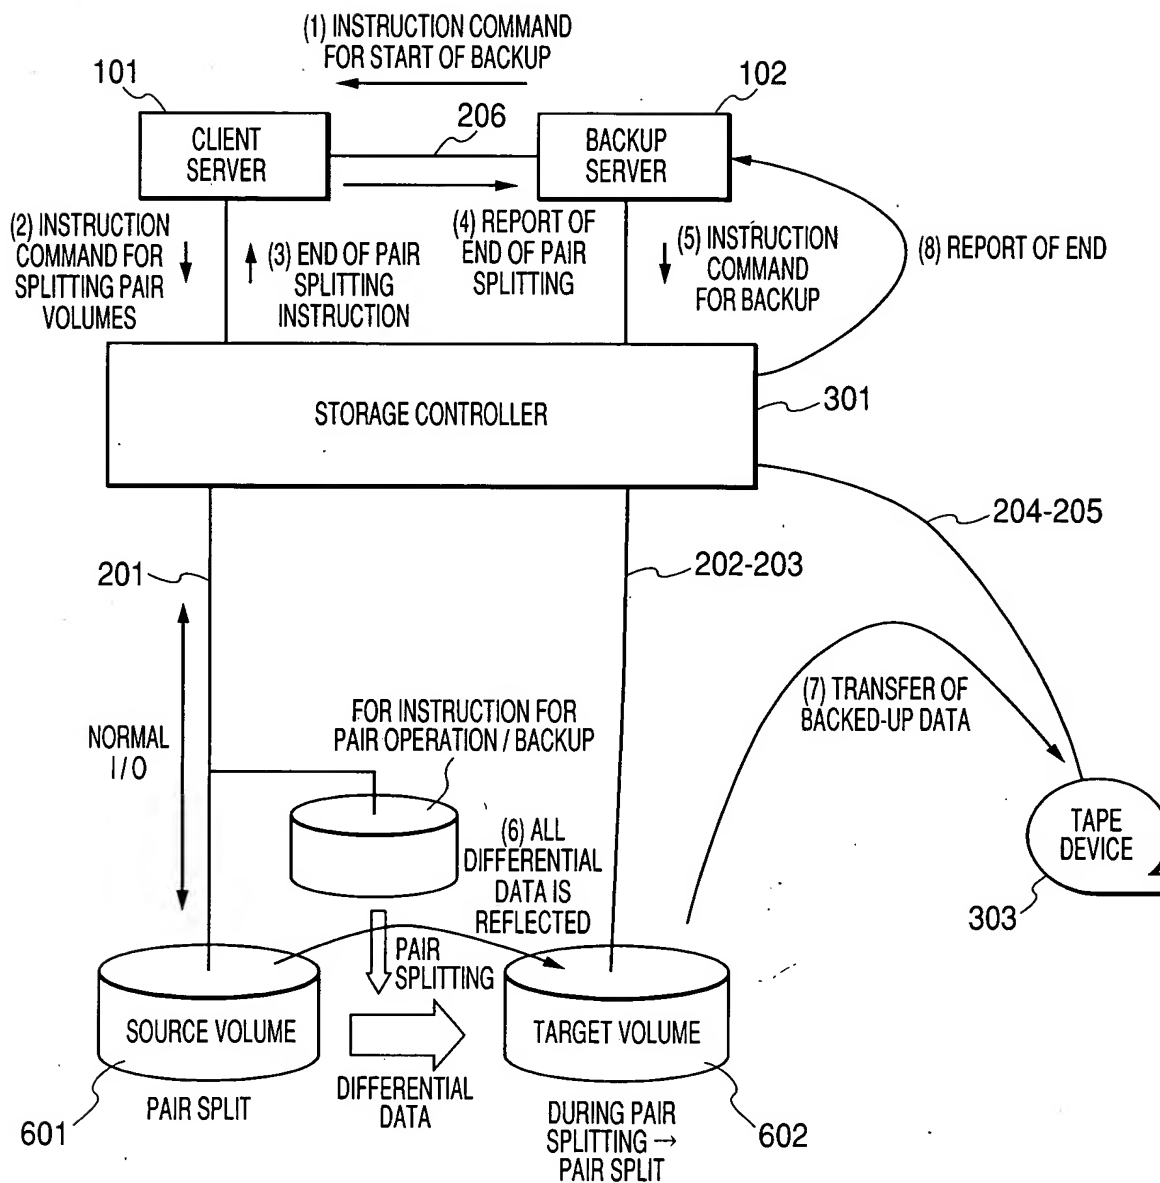 (1) INSTRUCTION COMMAND
FOR START OF BACKUP
101
102
206
CLIENT
SERVER
BACKUP
SERVER
(2) INSTRUCTION
COMMAND FOR
SPLITTING PAIR
VOLUMES
(3) END OF PAIR
SPLITTING
INSTRUCTION
(4) REPORT OF
END OF PAIR
SPLITTING
(5) INSTRUCTION
COMMAND
FOR BACKUP
(8) REPORT OF END
STORAGE CONTROLLER
301
204-205
201
202-203
NORMAL
I/O
FOR INSTRUCTION FOR
PAIR OPERATION / BACKUP
(7) TRANSFER OF
BACKED-UP DATA
(6) ALL
DIFFERENTIAL
DATA IS
REFLECTED
TAPE
DEVICE
303
PAIR
SPLITTING
SOURCE VOLUME
TARGET VOLUME
DIFFERENTIAL
DATA
601
PAIR SPLIT
602
DURING PAIR
SPLITTING →
PAIR SPLIT